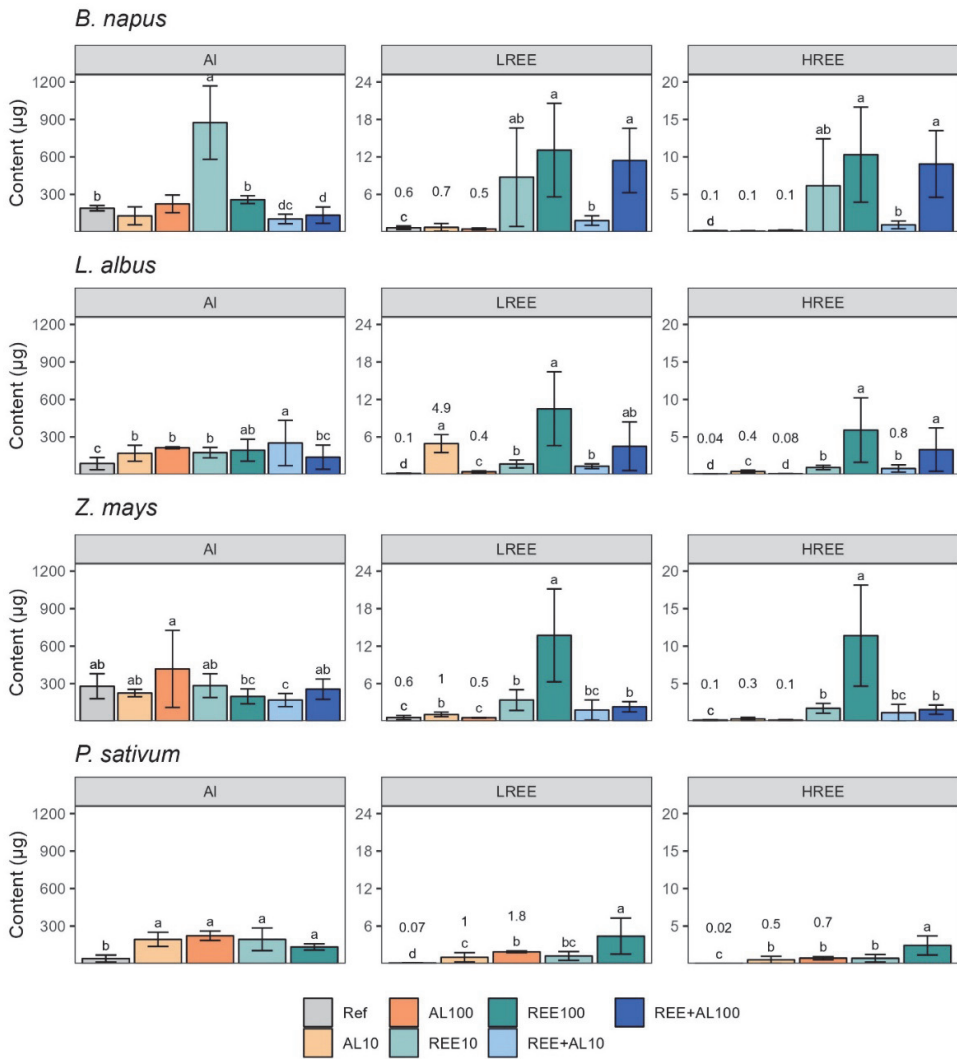 B. napus
Al LREE HREE
Content (µg)
1200 900 600 300
b a b dc d
24 18 12 6
0.6 0.7 0.5
c ab a b a
20 15 10 5
0.1 0.1 0.1
d ab a b a
L. albus
Al LREE HREE
Content (µg)
1200 900 600 300
c b b b ab a bc
24 18 12 6
0.1 4.9 0.4
d a c b a b ab
20 15 10 5
0.04 0.4 0.08 0.8
d c d b a b a
Z. mays
Al LREE HREE
Content (µg)
1200 900 600 300
ab ab a ab bc c ab
24 18 12 6
0.6 1 0.5
c b c b a bc b
20 15 10 5
0.1 0.3 0.1
c b a bc b
P. sativum
Al LREE HREE
Content (µg)
1200 900 600 300
b a a a a
24 18 12 6
0.07 1 1.8
d c b bc a
20 15 10 5
0.02 0.5 0.7
c b b b a
Ref AL100 REE100 REE+AL100
AL10 REE10 REE+AL10